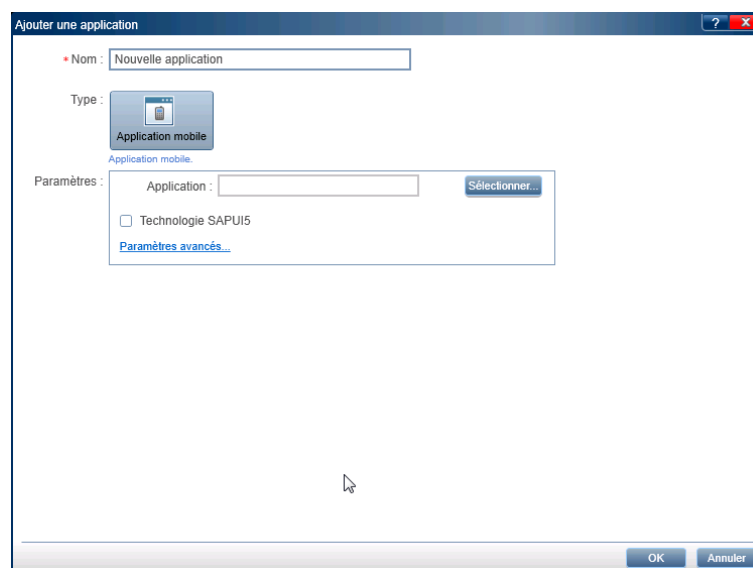 Ajouter une application
? X
* Nom : Nouvelle application
Type :
Application mobile
Application mobile.
Paramètres :
Application : Sélectionner...
Technologie SAPUI5
Paramètres avancés...
OK Annuler